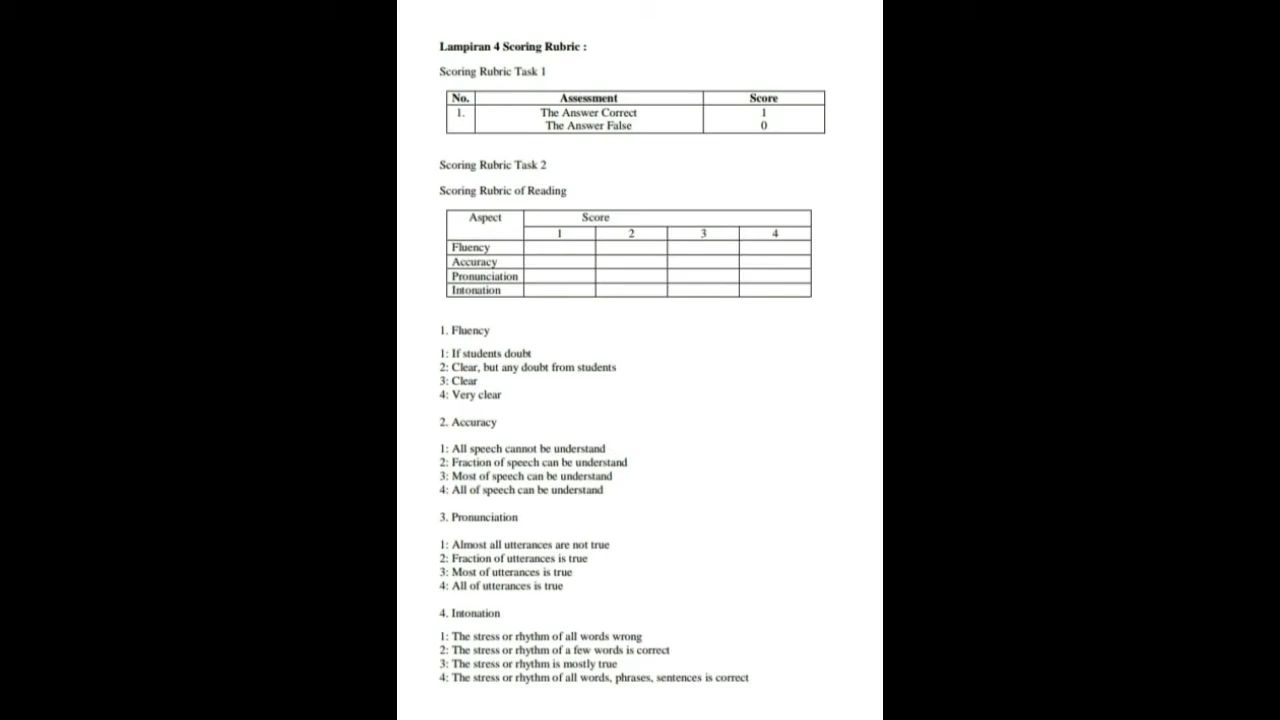 Lampiran 4 Scoring Rubric :
Scoring Rubric Task 1
No. Assessment Score
1. The Answer Correct 1
The Answer False 0
Scoring Rubric Task 2
Scoring Rubric of Reading
Aspect Score
1 2 3 4
Fluency
Accuracy
Pronunciation
Intonation
1. Fluency
1: If students doubt
2: Clear, but any doubt from students
3: Clear
4: Very clear
2. Accuracy
1: All speech cannot be understand
2: Fraction of speech can be understand
3: Most of speech can be understand
4: All of speech can be understand
3. Pronunciation
1: Almost all utterances are not true
2: Fraction of utterances is true
3: Most of utterances is true
4: All of utterances is true
4. Intonation
1: The stress or rhythm of all words wrong
2: The stress or rhythm of a few words is correct
3: The stress or rhythm is mostly true
4: The stress or rhythm of all words, phrases, sentences is correct